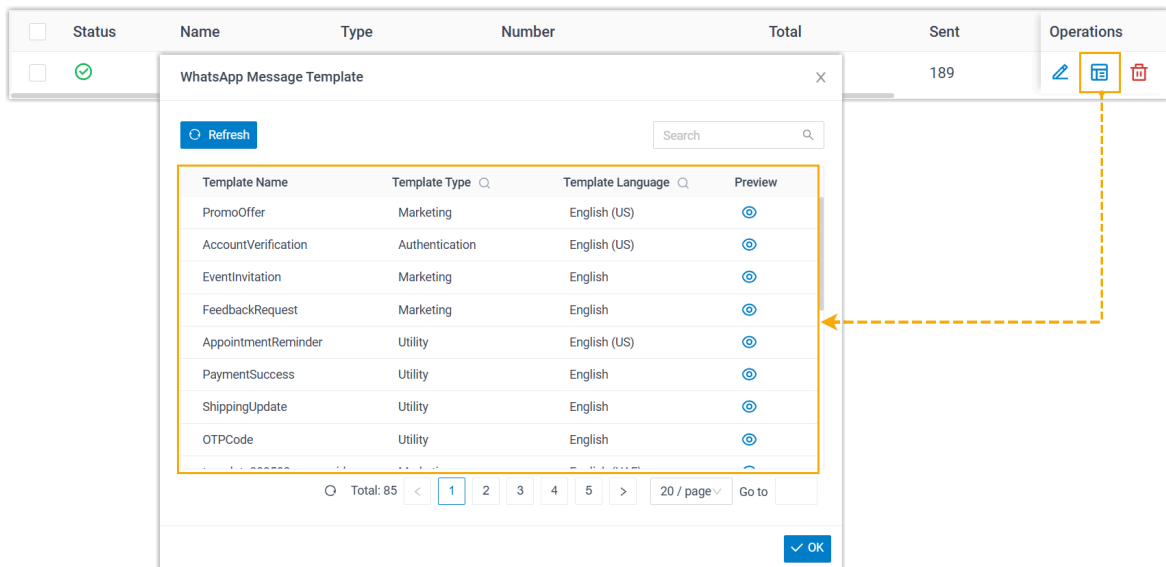 Status Name Type Number Total Sent Operations
189
WhatsApp Message Template
Refresh
Search
Template Name Template Type Template Language Preview
PromoOffer Marketing English (US)
AccountVerification Authentication English (US)
EventInvitation Marketing English
FeedbackRequest Marketing English
AppointmentReminder Utility English (US)
PaymentSuccess Utility English
ShippingUpdate Utility English
OTPCode Utility English
Total: 85 < 1 2 3 4 5 > 20 / page Go to
OK